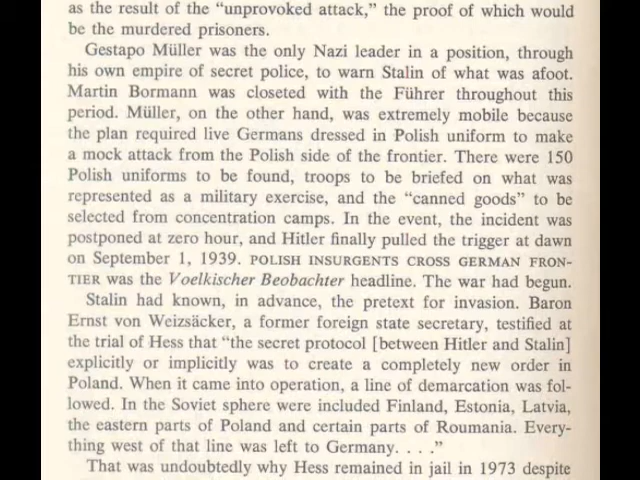 as the result of the “unprovoked attack,” the proof of which would
be the murdered prisoners.
Gestapo Müller was the only Nazi leader in a position, through
his own empire of secret police, to warn Stalin of what was afoot.
Martin Bormann was closeted with the Führer throughout this
period. Müller, on the other hand, was extremely mobile because
the plan required live Germans dressed in Polish uniform to make
a mock attack from the Polish side of the frontier. There were 150
Polish uniforms to be found, troops to be briefed on what was
represented as a military exercise, and the “canned goods” to be
selected from concentration camps. In the event, the incident was
postponed at zero hour, and Hitler finally pulled the trigger at dawn
on September 1, 1939. POLISH INSURGENTS CROSS GERMAN FRON-
TIER was the Voelkischer Beobachter headline. The war had begun.
Stalin had known, in advance, the pretext for invasion. Baron
Ernst von Weizsäcker, a former foreign state secretary, testified at
the trial of Hess that “the secret protocol [between Hitler and Stalin]
explicitly or implicitly was to create a completely new order in
Poland. When it came into operation, a line of demarcation was fol-
lowed. In the Soviet sphere were included Finland, Estonia, Latvia,
the eastern parts of Poland and certain parts of Roumania. Every-
thing west of that line was left to Germany. . . .”
That was undoubtedly why Hess remained in jail in 1973 despite